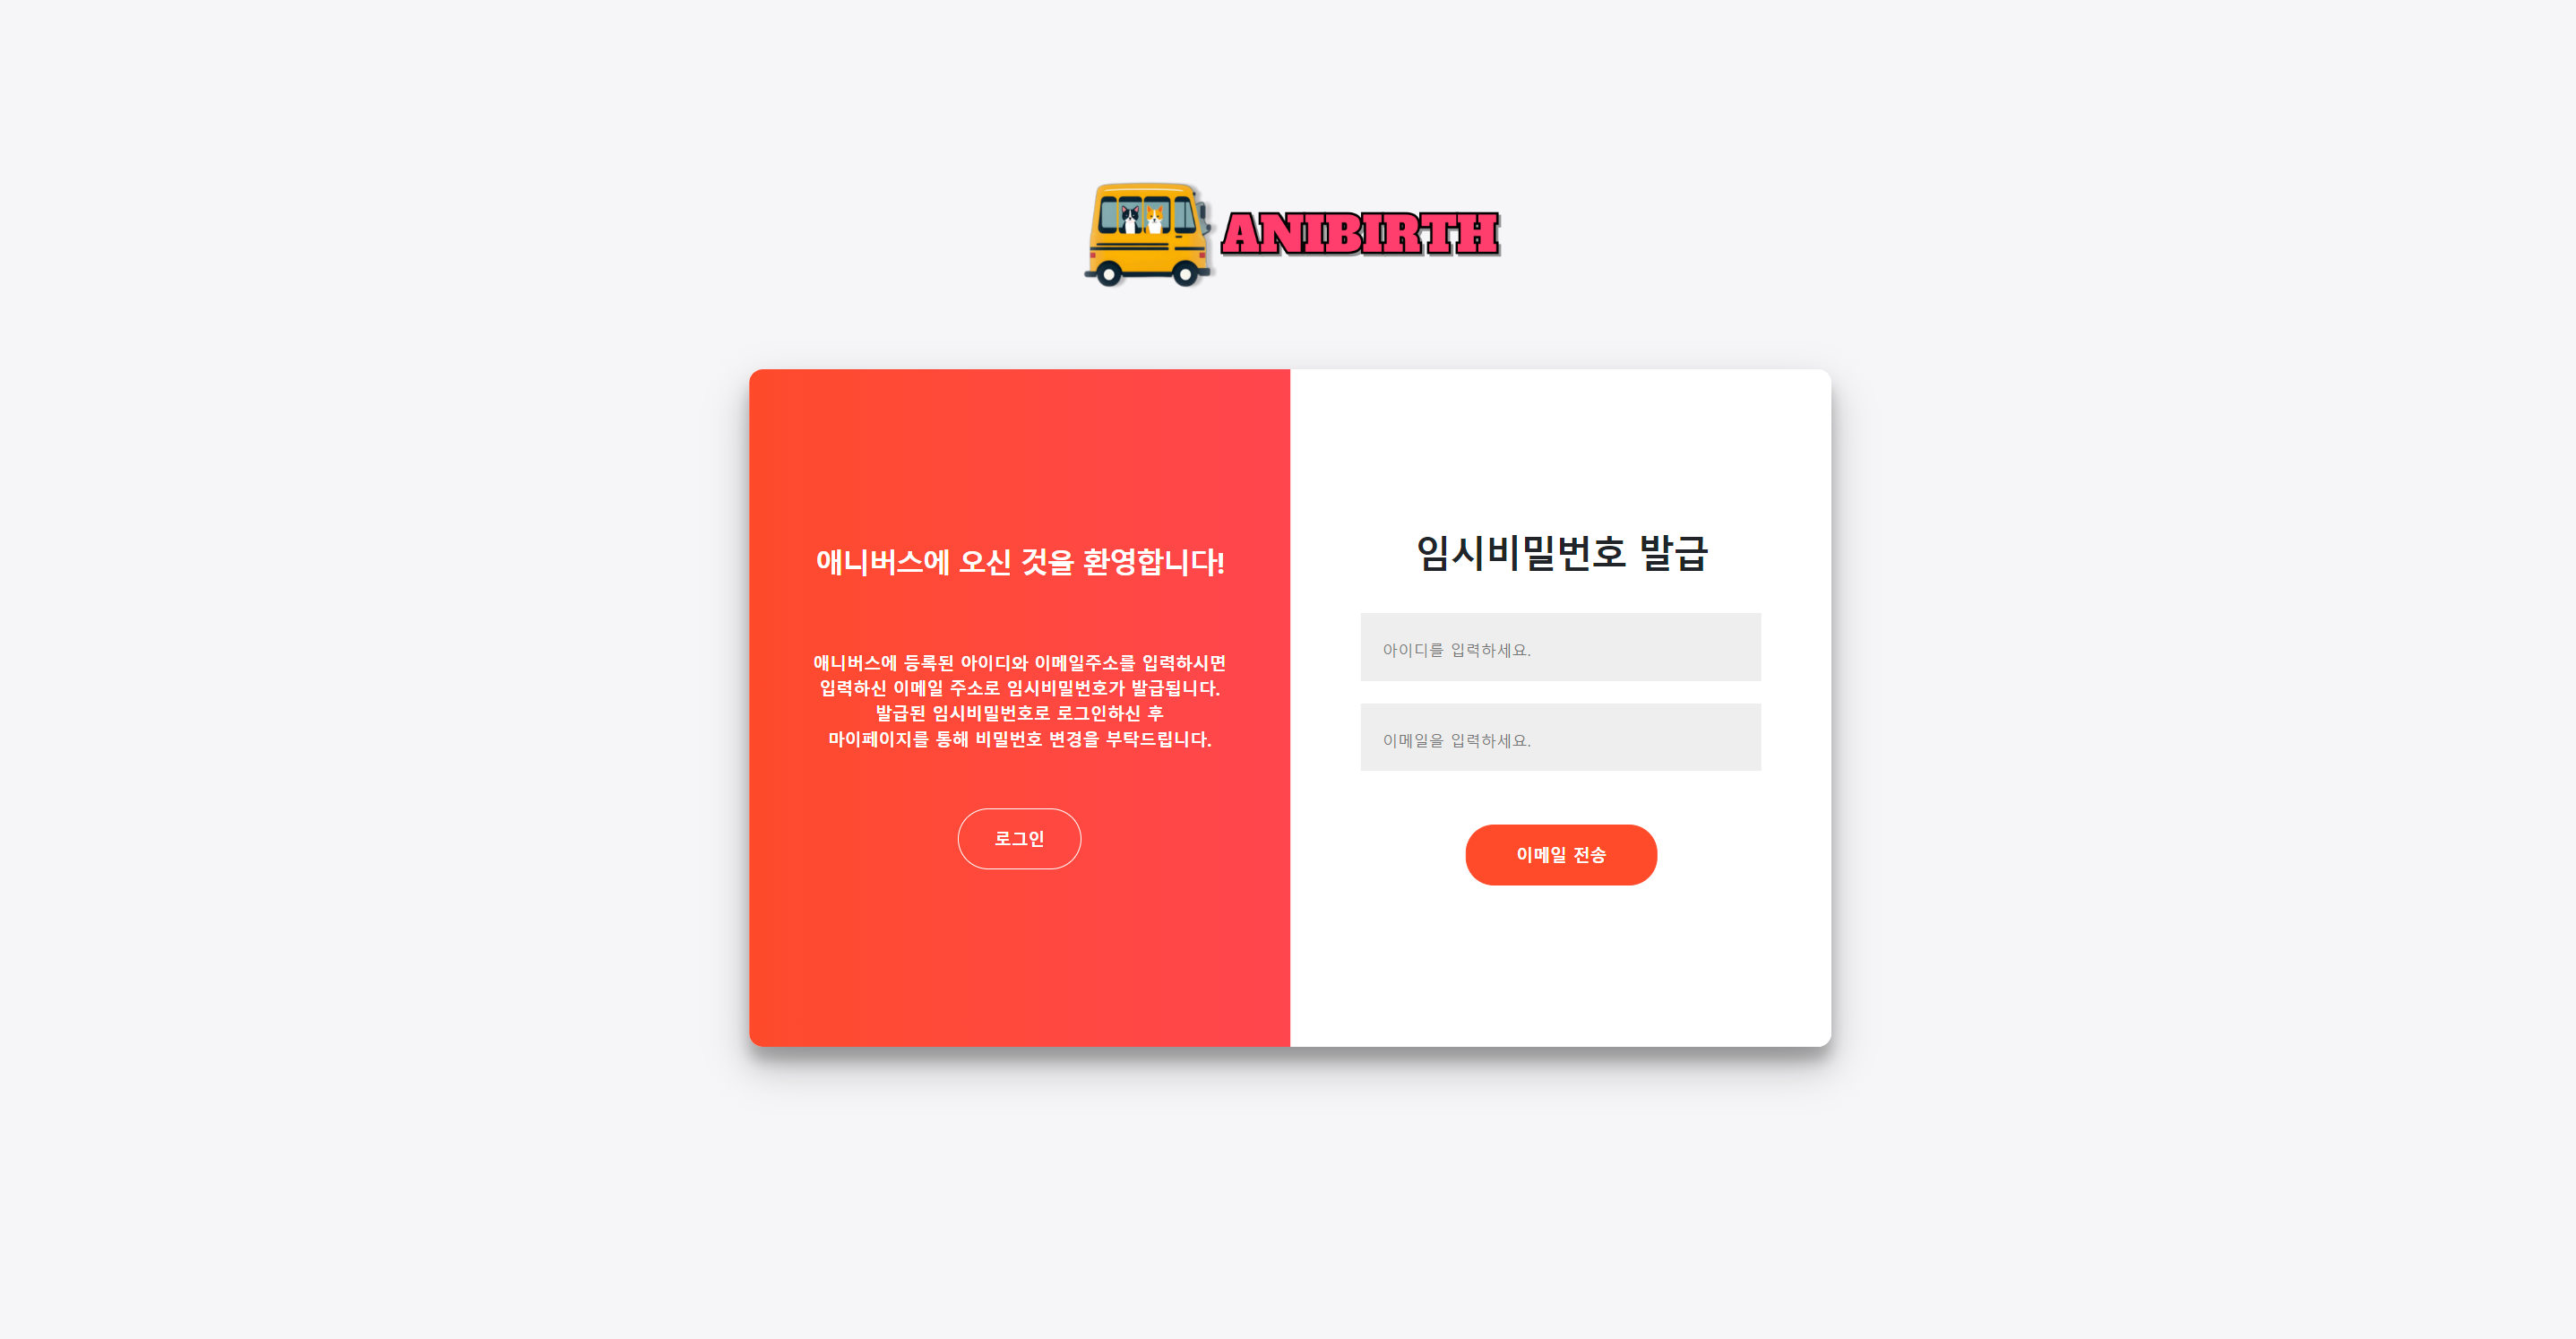 ANIBIRTH
애니버스에 오신 것을 환영합니다!
애니버스에 등록된 아이디와 이메일주소를 입력하시면
입력하신 이메일 주소로 임시비밀번호가 발급됩니다.
발급된 임시비밀번호로 로그인하신 후
마이페이지를 통해 비밀번호 변경을 부탁드립니다.
로그인
임시비밀번호 발급
아이디를 입력하세요.
이메일을 입력하세요.
이메일 전송